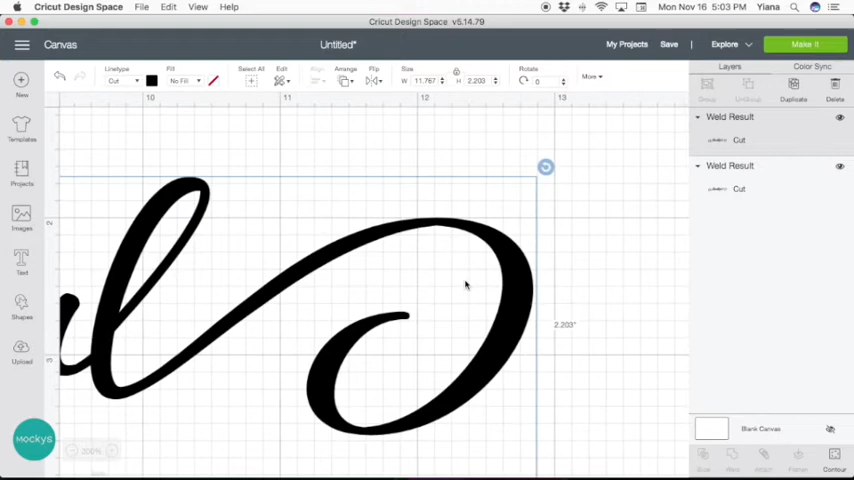 Cricut Design Space File Edit View Help Mon Nov 16 5:03 PM Yiana
Cricut Design Space v5.14.79
Canvas Untitled* My Projects Save Explore Make It
Linetype Fill Select All Edit Align Arrange Flip Size Rotate
Cut No Fill W 11.767 H 2.203 0 More
Layers Color Sync
Group UnGroup Duplicate Delete
10 11 12 13
New
Templates
Projects
Images
Text
Shapes
Upload
2
3
l
2.203"
Weld Result
Cut
Weld Result
Cut
Blank Canvas
Slice Weld Attach Flatten Contour
MOCKYS
200%